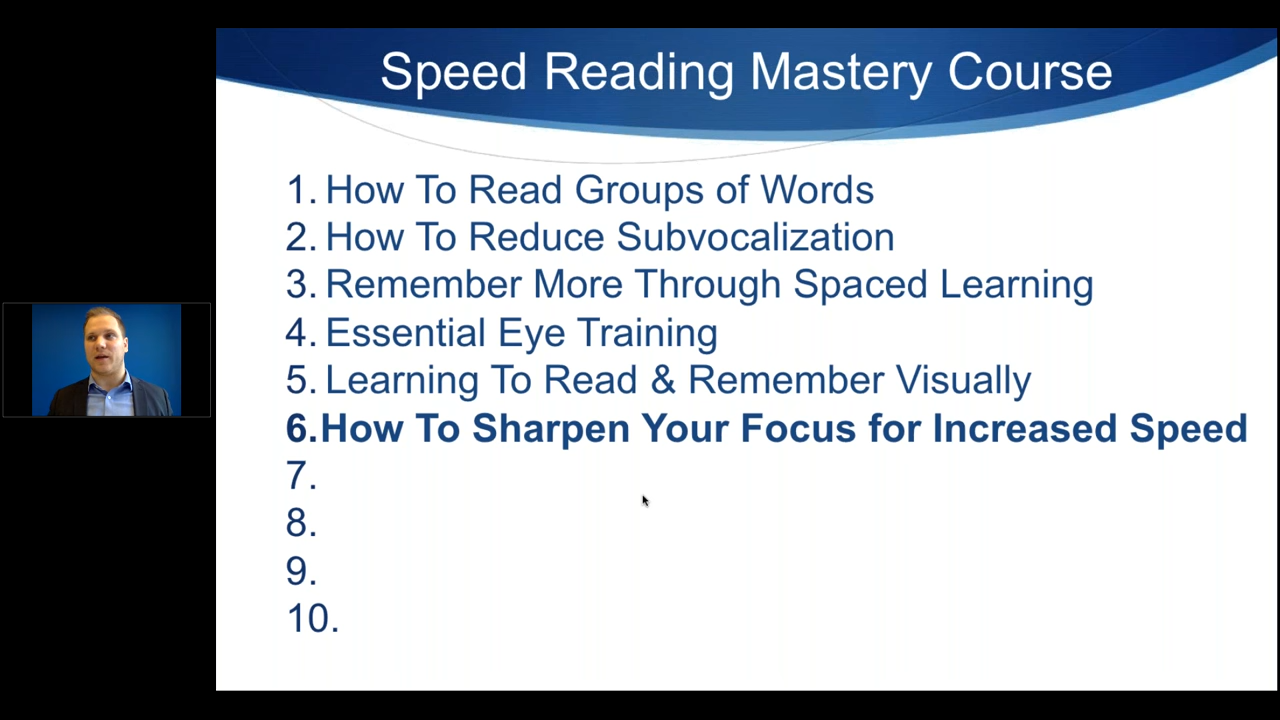 Speed Reading Mastery Course
1. How To Read Groups of Words
2. How To Reduce Subvocalization
3. Remember More Through Spaced Learning
4. Essential Eye Training
5. Learning To Read & Remember Visually
6.How To Sharpen Your Focus for Increased Speed
7.
8.
9.
10.